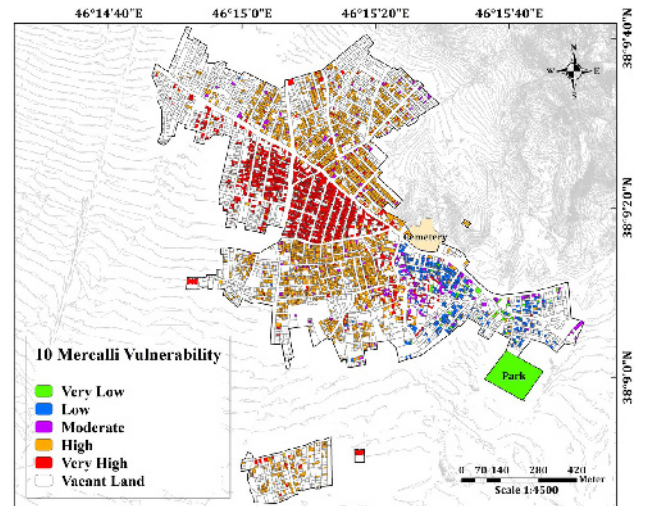 46°14'40"E 46°15'0"E 46°15'20"E 46°15'40"E
38°9'40"N
N
W E
S
38°9'20"N
Cemetery
10 Mercalli Vulnerability
Very Low
Low
Moderate
High
Very High
Vacant Land
Park
38°9'0"N
0 70 140 280 420
Meter
Scale 1:4500